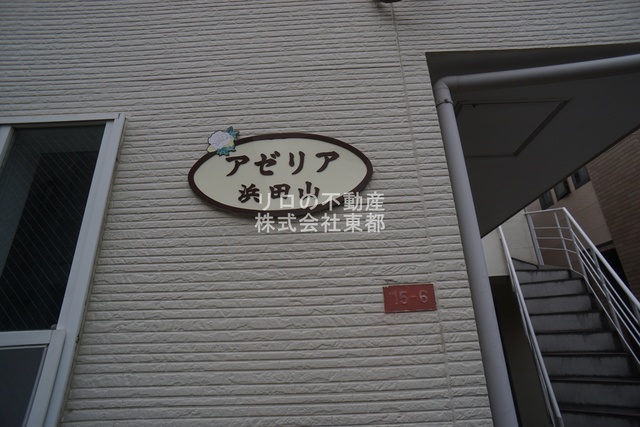 アゼリア
浜田山
リロの不動産
株式会社東都
15-6